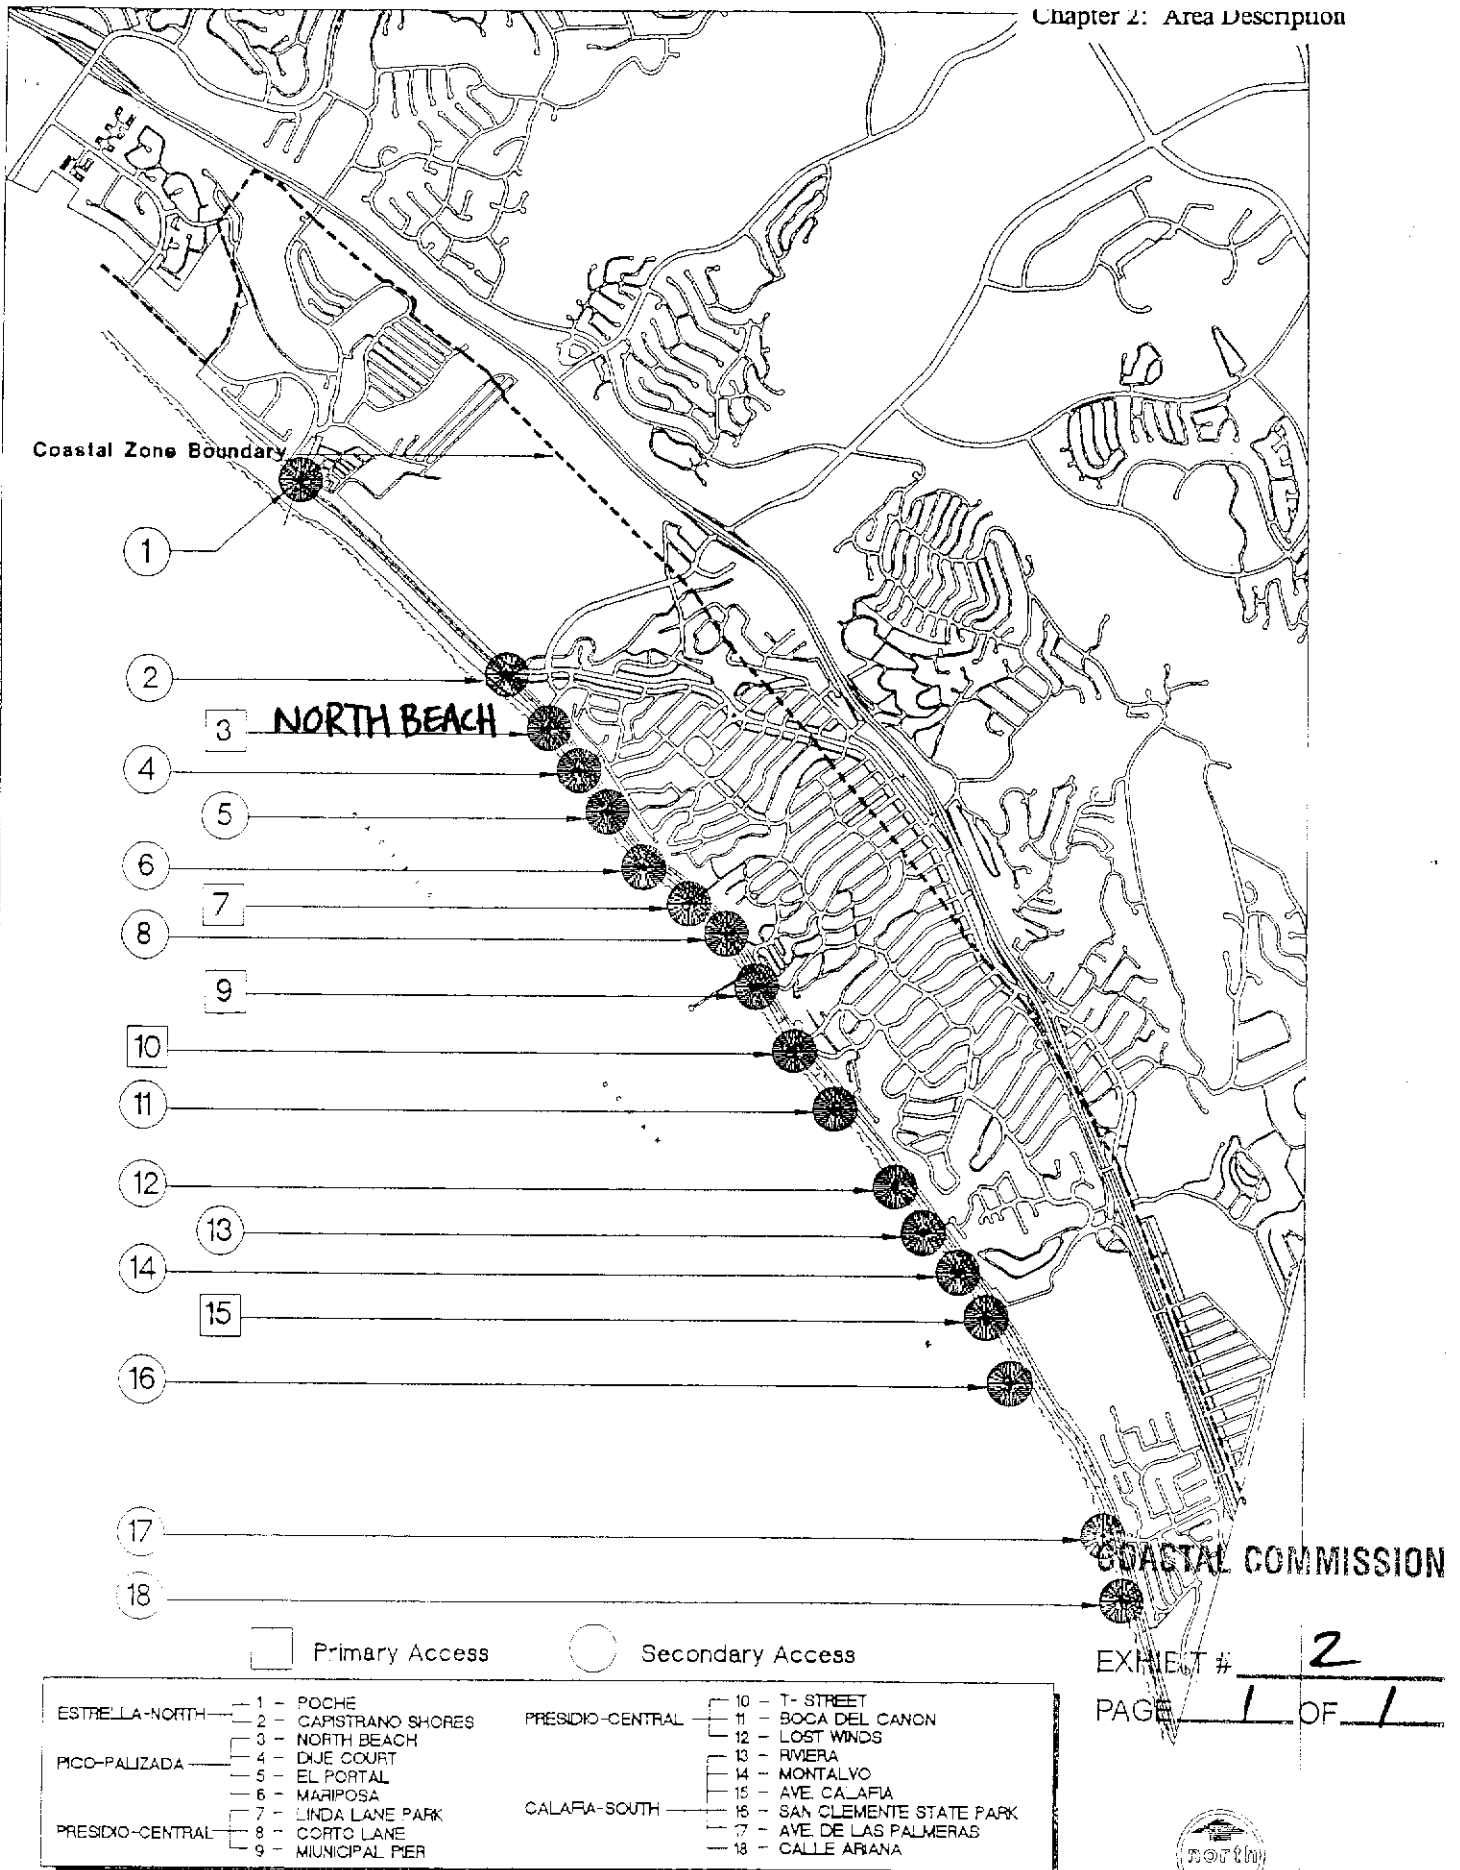 Chapter 2: Area Description
Coastal Zone Boundary
1
2
3 NORTH BEACH
4
5
6
7
8
9
10
11
12
13
14
15
16
17
18
COASTAL COMMISSION
Primary Access
Secondary Access
EXHIBIT # 2
PAGE 1 OF 1
ESTRELLA-NORTH
1 - POCHE
2 - CAPISTRANO SHORES
PICO-PALIZADA
3 - NORTH BEACH
4 - DIJE COURT
5 - EL PORTAL
6 - MARIPOSA
PRESIDIO-CENTRAL
7 - LINDA LANE PARK
8 - CORTO LANE
9 - MIUNICIPAL PIER
PRESIDIO-CENTRAL
10 - T- STREET
11 - BOCA DEL CANON
12 - LOST WINDS
CALAFIA-SOUTH
13 - RIVIERA
14 - MONTALVO
15 - AVE. CALAFIA
16 - SAN CLEMENTE STATE PARK
17 - AVE. DE LAS PALMERAS
18 - CALLE ARIANA
north